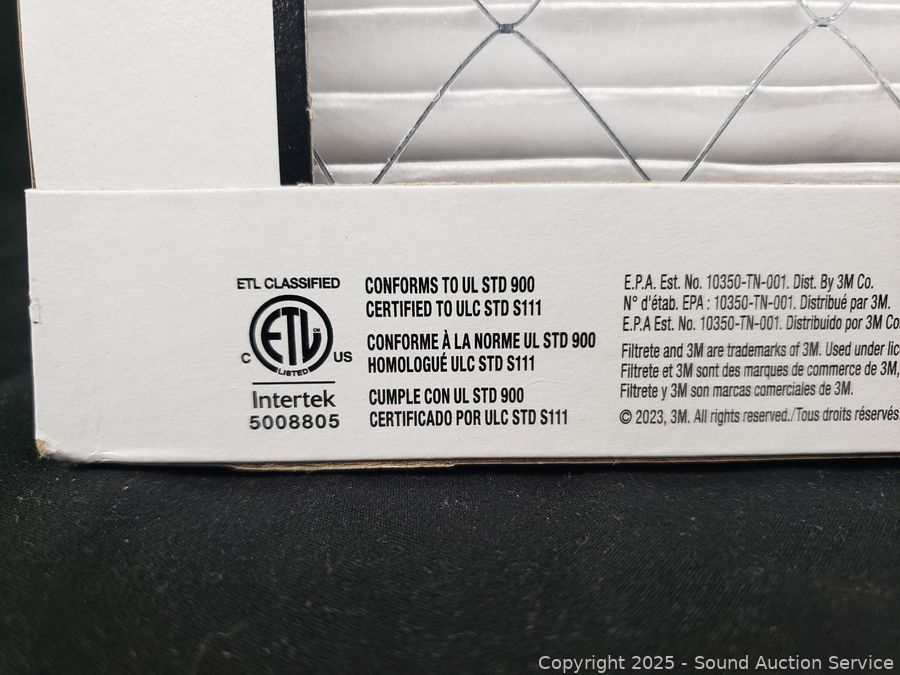 ETL CLASSIFIED
ETL
CM
LISTED
C US
Intertek
5008805
CONFORMS TO UL STD 900
CERTIFIED TO ULC STD S111
CONFORME À LA NORME UL STD 900
HOMOLOGUÉ ULC STD S111
CUMPLE CON UL STD 900
CERTIFICADO POR ULC STD S111
E.P.A. Est. No. 10350-TN-001. Dist. By 3M Co.
N° d'étab. EPA : 10350-TN-001. Distribué par 3M.
E.P.A Est. No. 10350-TN-001. Distribuido por 3M Co
Filtrete and 3M are trademarks of 3M. Used under lic
Filtrete et 3M sont des marques de commerce de 3M,
Filtrete y 3M son marcas comerciales de 3M.
© 2023, 3M. All rights reserved./Tous droits réservés
Copyright 2025 - Sound Auction Service